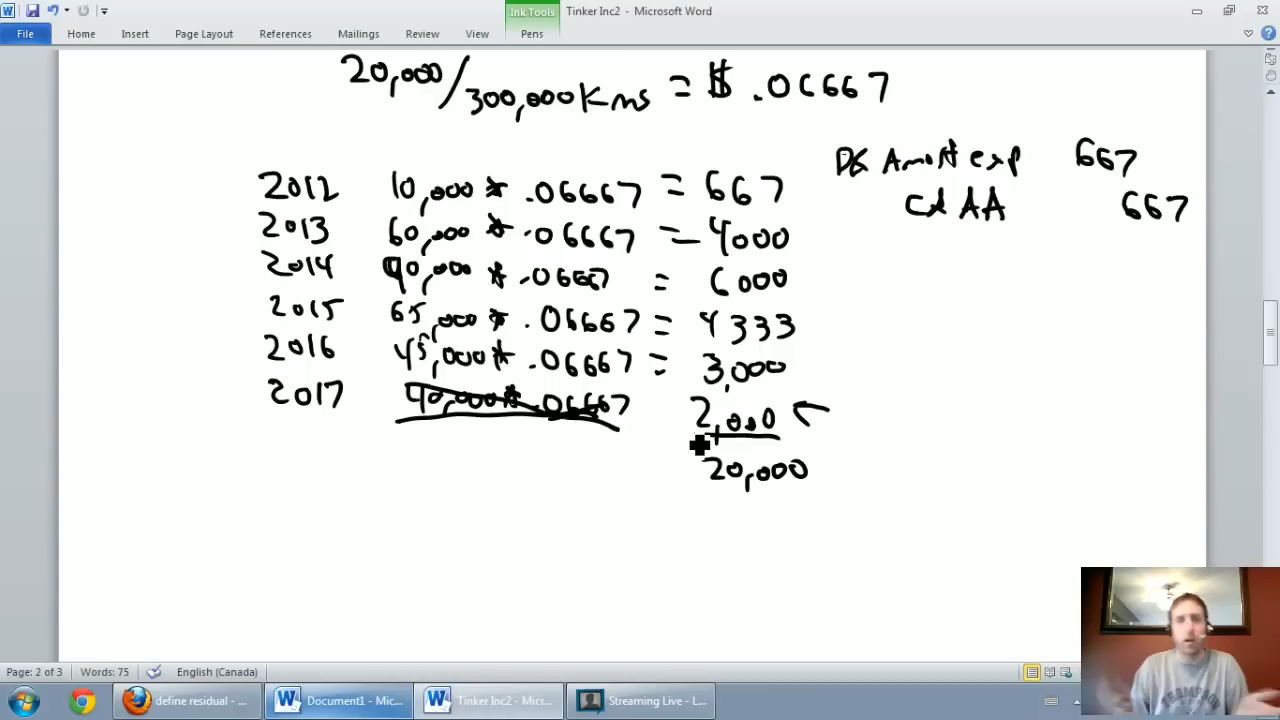 Ink Tools
Tinker Inc2 - Microsoft Word
File Home Insert Page Layout References Mailings Review View Pens
20,000/300,000 Kms = $ .06667
DR Amort exp 667
CR AA 667
2012 10,000 * .06667 = 667
2013 60,000 * .06667 = 4000
2014 90,000 * .0667 = 6000
2015 65,000 * .06667 = 4333
2016 45,000 * .06667 = 3,000
2017 40,000 * .06667 2,000
20,000
Page: 2 of 3 Words: 75 English (Canada)
define residual - ... Document1 - Mic... Tinker Inc2 - Micr... Streaming Live - L...